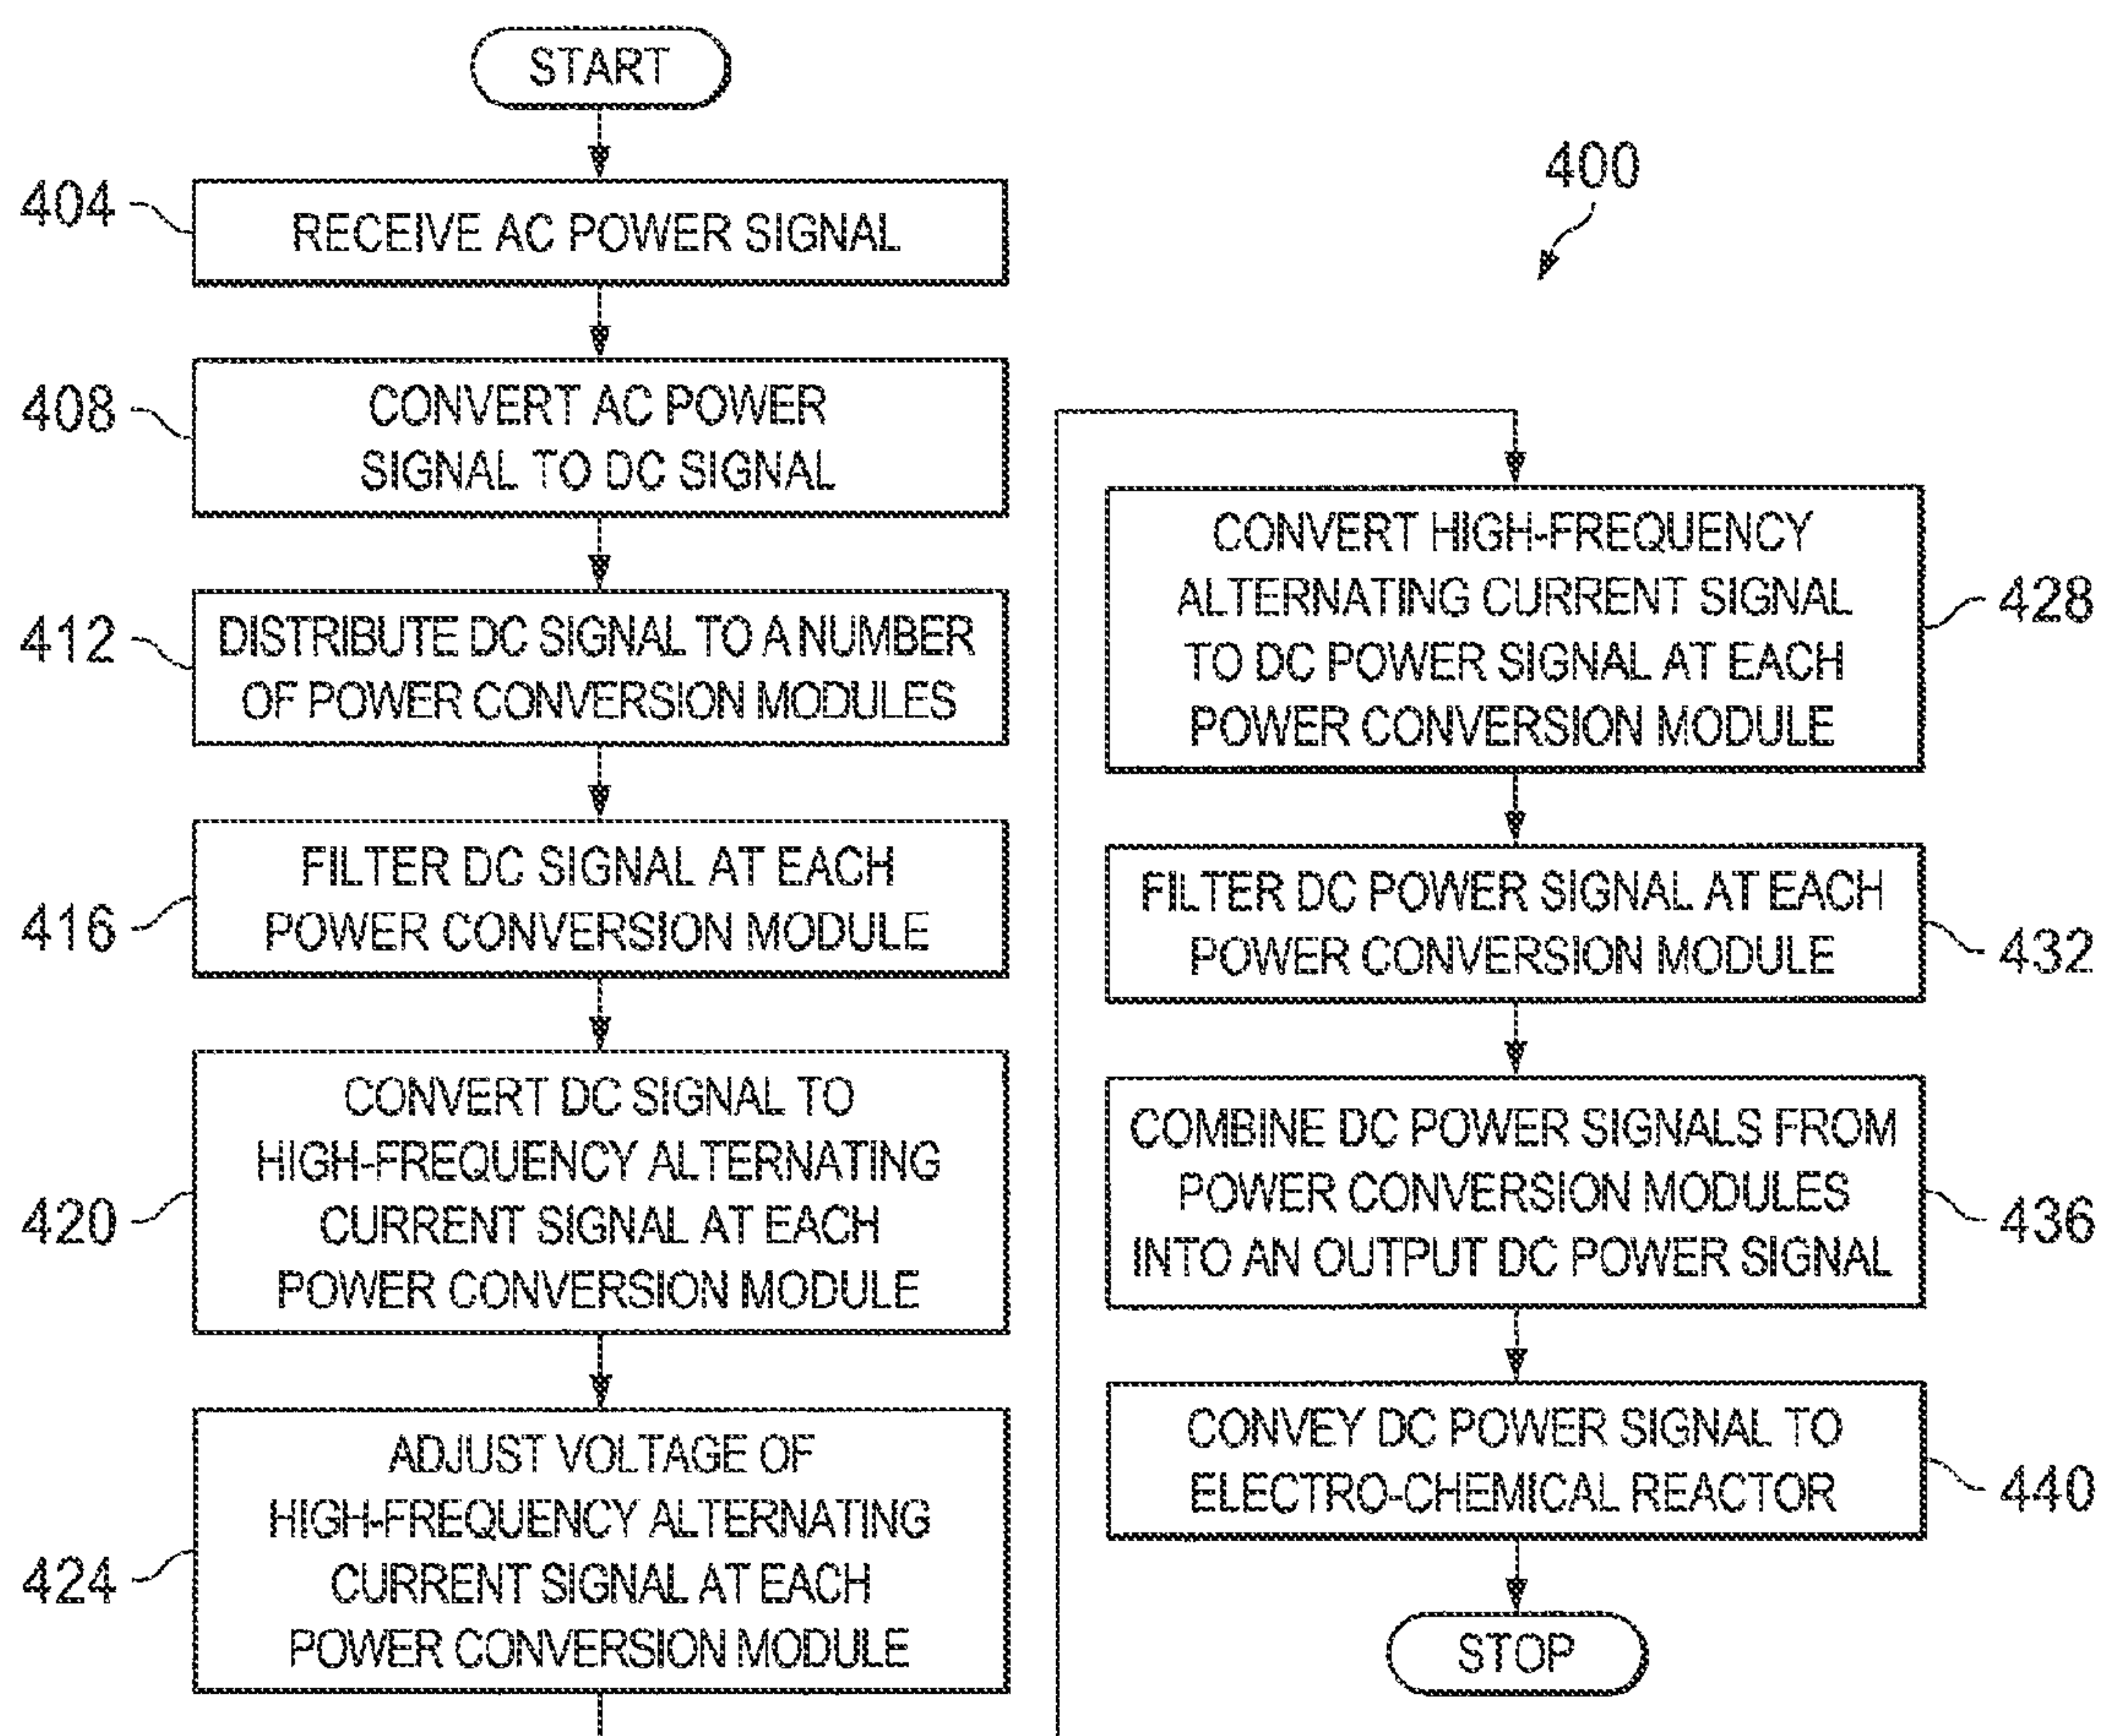 START
404
RECEIVE AC POWER SIGNAL
408
CONVERT AC POWER
SIGNAL TO DC SIGNAL
412
DISTRIBUTE DC SIGNAL TO A NUMBER
OF POWER CONVERSION MODULES
416
FILTER DC SIGNAL AT EACH
POWER CONVERSION MODULE
420
CONVERT DC SIGNAL TO
HIGH-FREQUENCY ALTERNATING
CURRENT SIGNAL AT EACH
POWER CONVERSION MODULE
424
ADJUST VOLTAGE OF
HIGH-FREQUENCY ALTERNATING
CURRENT SIGNAL AT EACH
POWER CONVERSION MODULE
400
CONVERT HIGH-FREQUENCY
ALTERNATING CURRENT SIGNAL
TO DC POWER SIGNAL AT EACH
POWER CONVERSION MODULE
428
FILTER DC POWER SIGNAL AT EACH
POWER CONVERSION MODULE
432
COMBINE DC POWER SIGNALS FROM
POWER CONVERSION MODULES
INTO AN OUTPUT DC POWER SIGNAL
436
CONVEY DC POWER SIGNAL TO
ELECTRO-CHEMICAL REACTOR
440
STOP